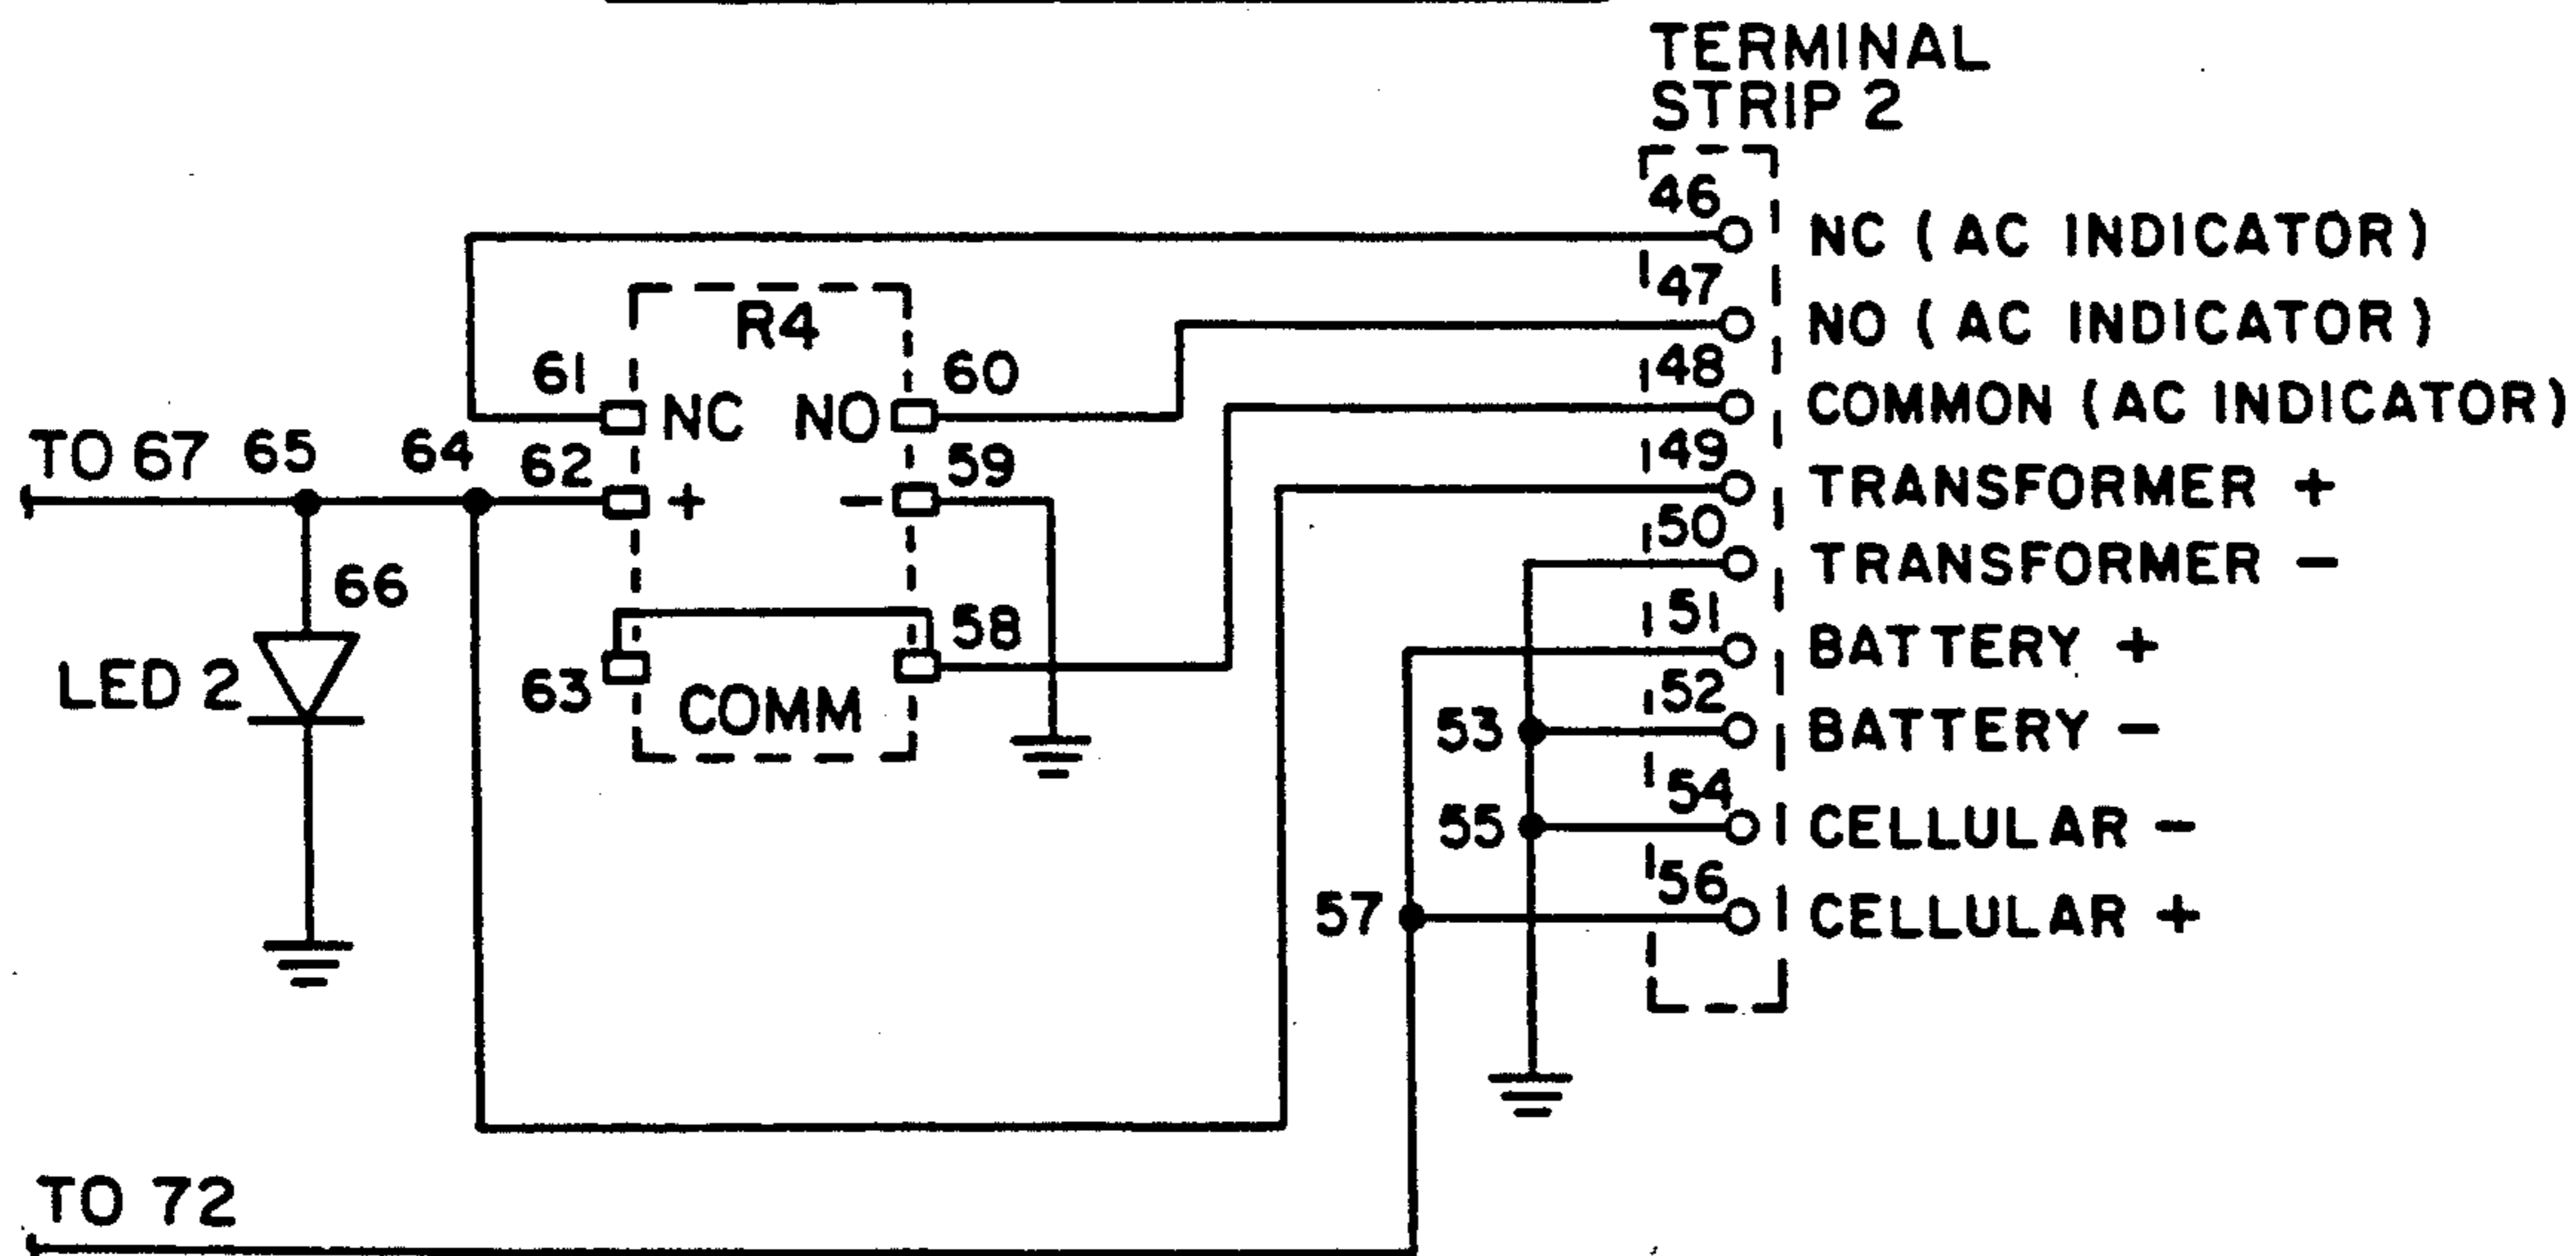 TERMINAL
STRIP 2
46
NC (AC INDICATOR)
47
NO (AC INDICATOR)
48
COMMON (AC INDICATOR)
49
TRANSFORMER +
50
TRANSFORMER -
51
BATTERY +
52
BATTERY -
53
54
CELLULAR -
55
56
CELLULAR +
57
R4
61
NC NO
60
TO 67
65
64
62
+ -
59
66
58
LED 2
63
COMM
TO 72